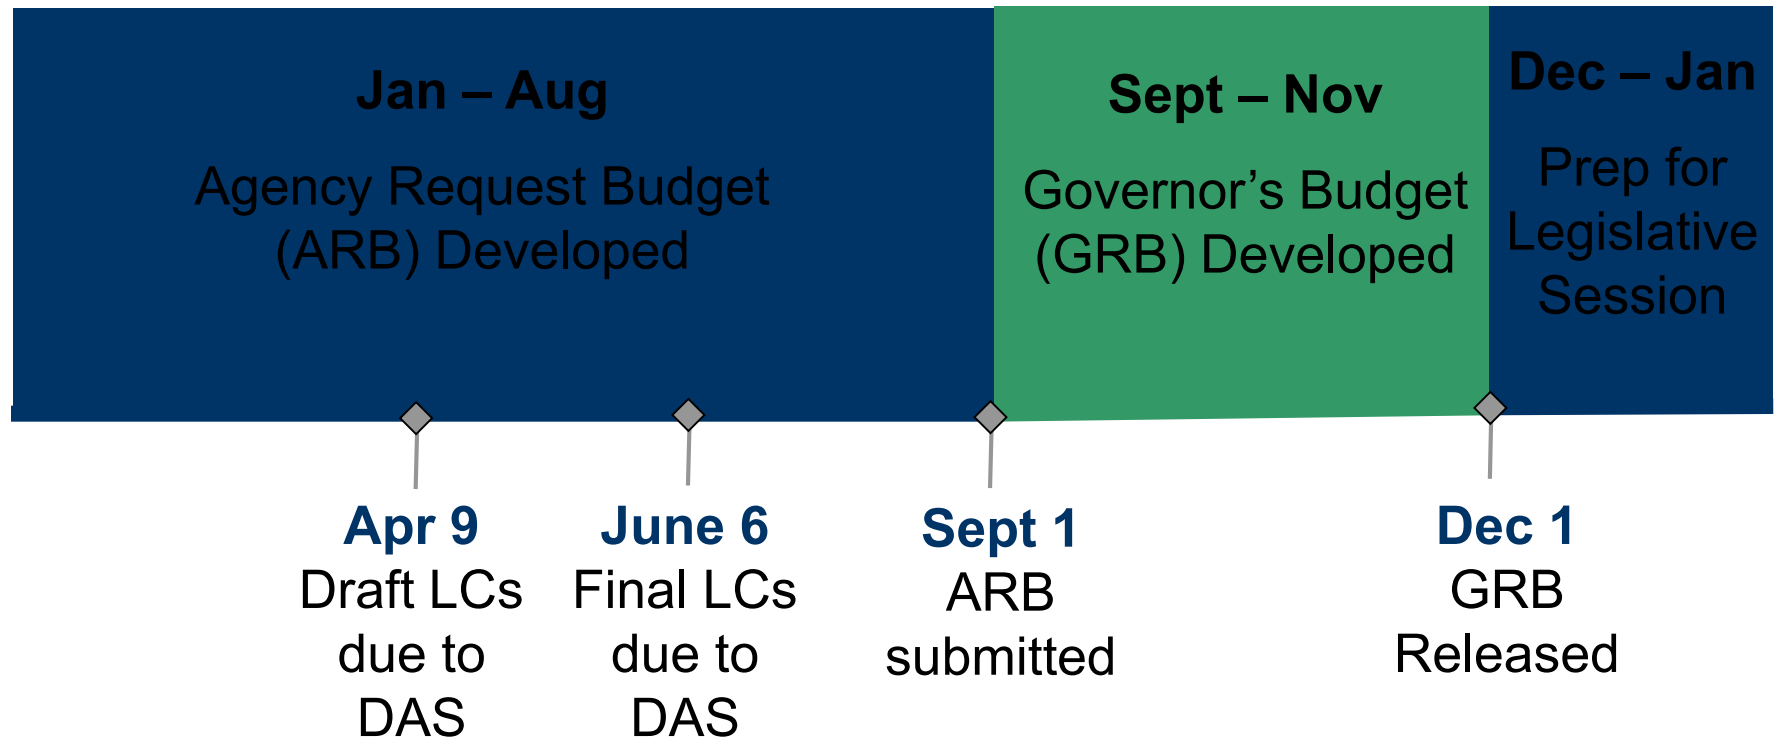 Jan – Aug
Agency Request Budget
(ARB) Developed
Sept – Nov
Governor’s Budget
(GRB) Developed
Dec – Jan
Prep for
Legislative
Session
Apr 9
Draft LCs
due to
DAS
June 6
Final LCs
due to
DAS
Sept 1
ARB
submitted
Dec 1
GRB
Released